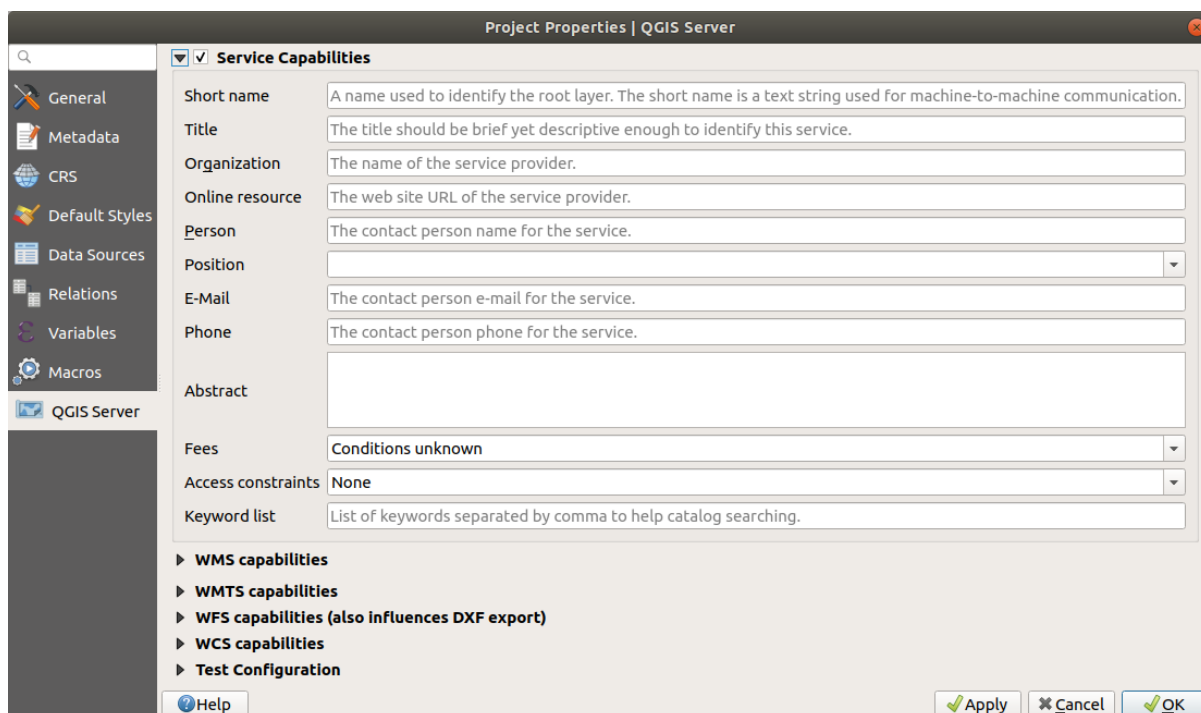 Project Properties | QGIS Server
General
Metadata
CRS
Default Styles
Data Sources
Relations
Variables
Macros
QGIS Server
Service Capabilities
Short name
A name used to identify the root layer. The short name is a text string used for machine-to-machine communication.
Title
The title should be brief yet descriptive enough to identify this service.
Organization
The name of the service provider.
Online resource
The web site URL of the service provider.
Person
The contact person name for the service.
Position
E-Mail
The contact person e-mail for the service.
Phone
The contact person phone for the service.
Abstract
Fees
Conditions unknown
Access constraints
None
Keyword list
List of keywords separated by comma to help catalog searching.
WMS capabilities
WMTS capabilities
WFS capabilities (also influences DXF export)
WCS capabilities
Test Configuration
Help
Apply
Cancel
OK